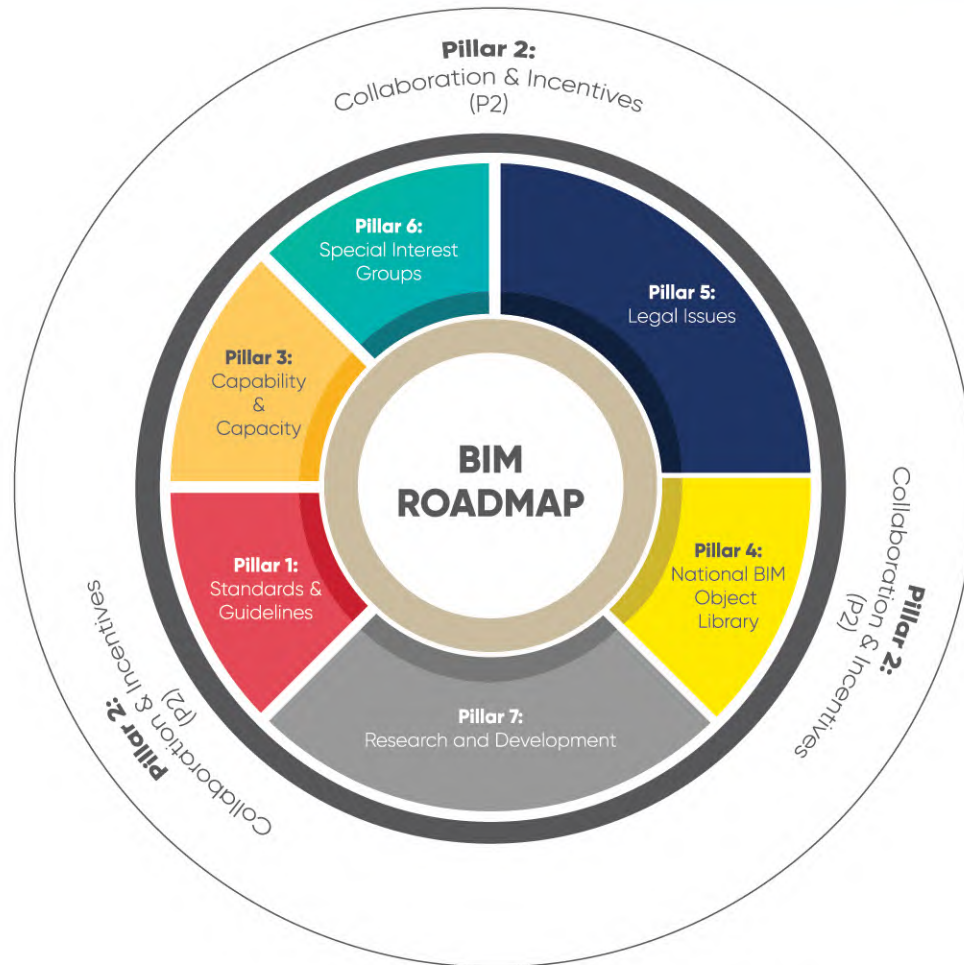 Pillar 2:
Collaboration & Incentives
(P2)
Pillar 6:
Special Interest
Groups
Pillar 5:
Legal Issues
Pillar 3:
Capability
&
Capacity
BIM
ROADMAP
Pillar 1:
Standards &
Guidelines
Pillar 4:
National BIM
Object
Library
Pillar 7:
Research and Development
Pillar 2:
Collaboration & Incentives
(P2)
Pillar 2:
Collaboration & Incentives
(P2)